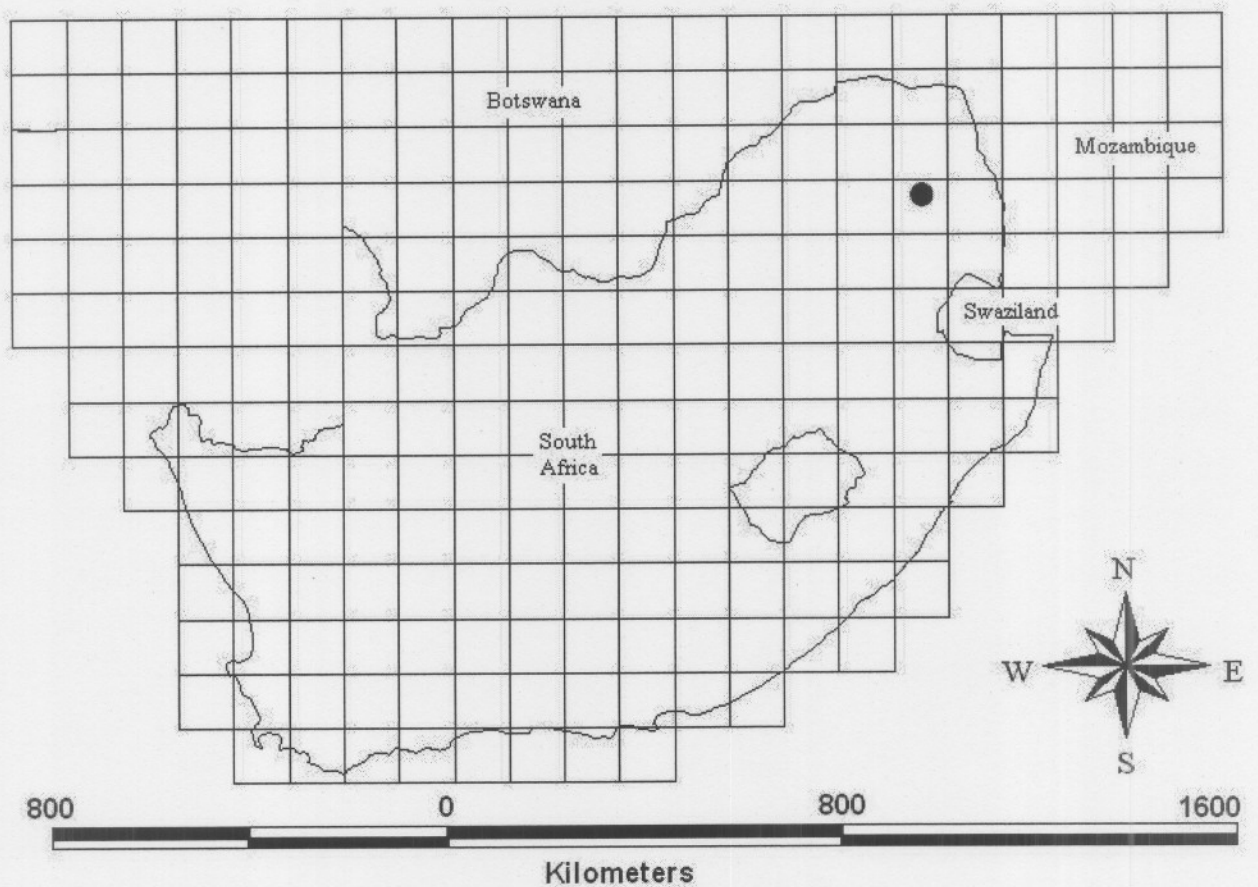 Botswana
Mozambique
Swaziland
South
Africa
N
W
E
S
800
0
800
1600
Kilometers